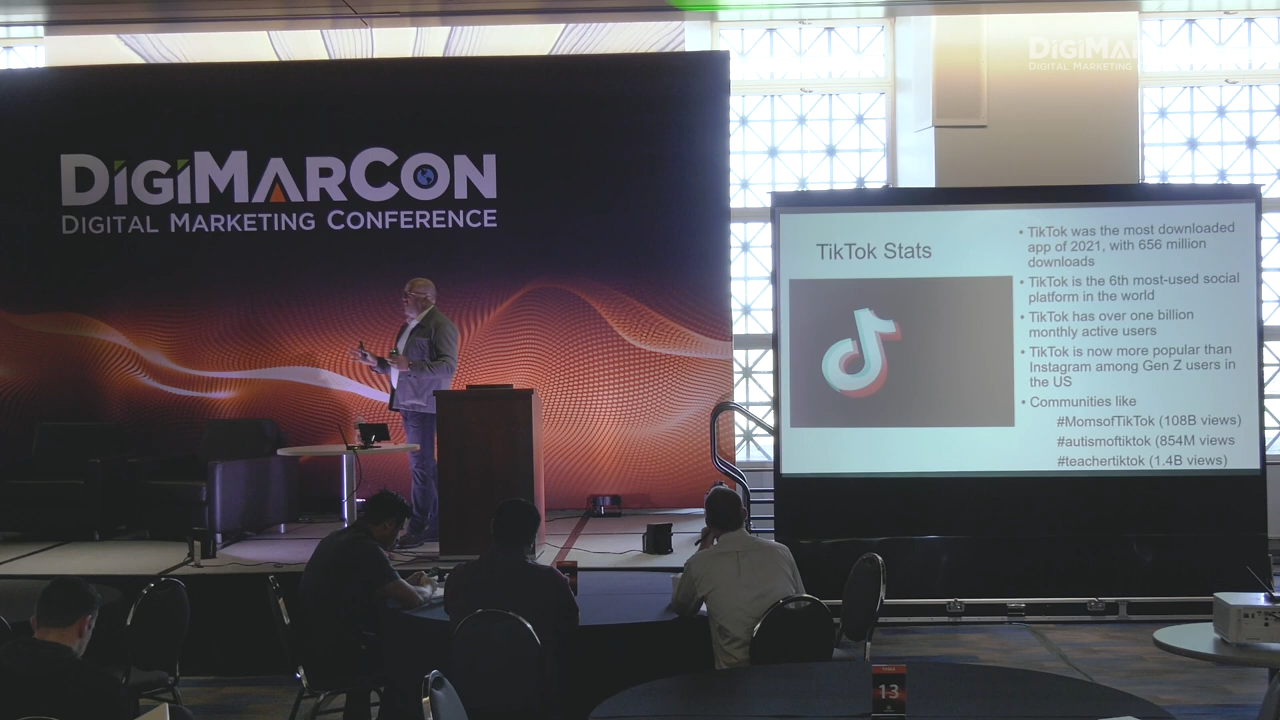 DIGIMAR
DIGITAL MARKETING
DIGIMARCON
DIGITAL MARKETING CONFERENCE
TikTok Stats
• TikTok was the most downloaded
app of 2021, with 656 million
downloads
• TikTok is the 6th most-used social
platform in the world
• TikTok has over one billion
monthly active users
• TikTok is now more popular than
Instagram among Gen Z users in
the US
• Communities like
#MomsofTikTok (108B views)
#autismoftiktok (854M views
#teachertiktok (1.4B views)
13